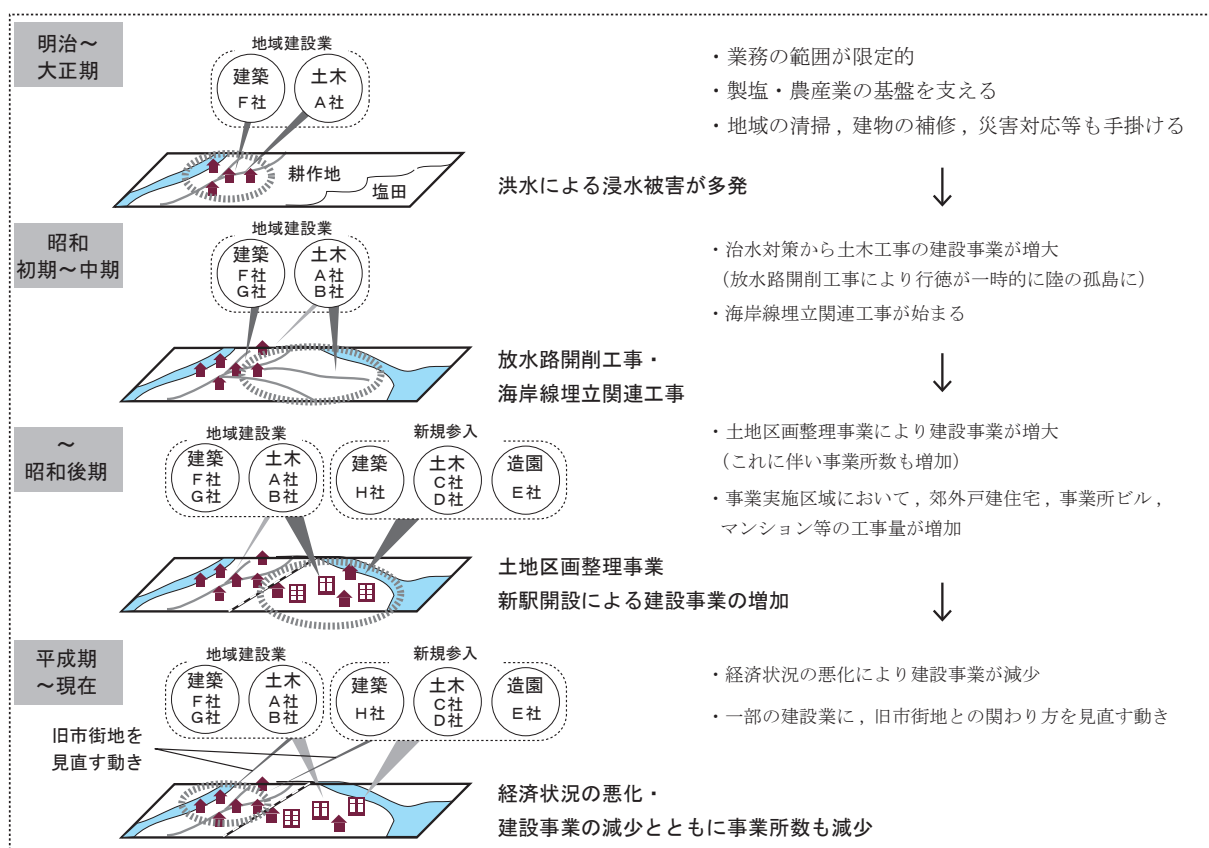 明治～
大正期
地域建設業
建築
F社
土木
A社
耕作地
塩田
・業務の範囲が限定的
・製塩・農産業の基盤を支える
・地域の清掃，建物の補修，災害対応等も手掛ける
洪水による浸水被害が多発
↓
昭和
初期～中期
地域建設業
建築
F社
G社
土木
A社
B社
・治水対策から土木工事の建設事業が増大
（放水路開削工事により行徳が一時的に陸の孤島に）
・海岸線埋立関連工事が始まる
放水路開削工事・
海岸線埋立関連工事
↓
～
昭和後期
地域建設業
建築
F社
G社
土木
A社
B社
新規参入
建築
H社
土木
C社
D社
造園
E社
・土地区画整理事業により建設事業が増大
（これに伴い事業所数も増加）
・事業実施区域において，郊外戸建住宅，事業所ビル，
マンション等の工事量が増加
土地区画整理事業
新駅開設による建設事業の増加
↓
平成期
～現在
地域建設業
建築
F社
G社
土木
A社
B社
新規参入
建築
H社
土木
C社
D社
造園
E社
旧市街地を
見直す動き
・経済状況の悪化により建設事業が減少
・一部の建設業に，旧市街地との関わり方を見直す動き
経済状況の悪化・
建設事業の減少とともに事業所数も減少